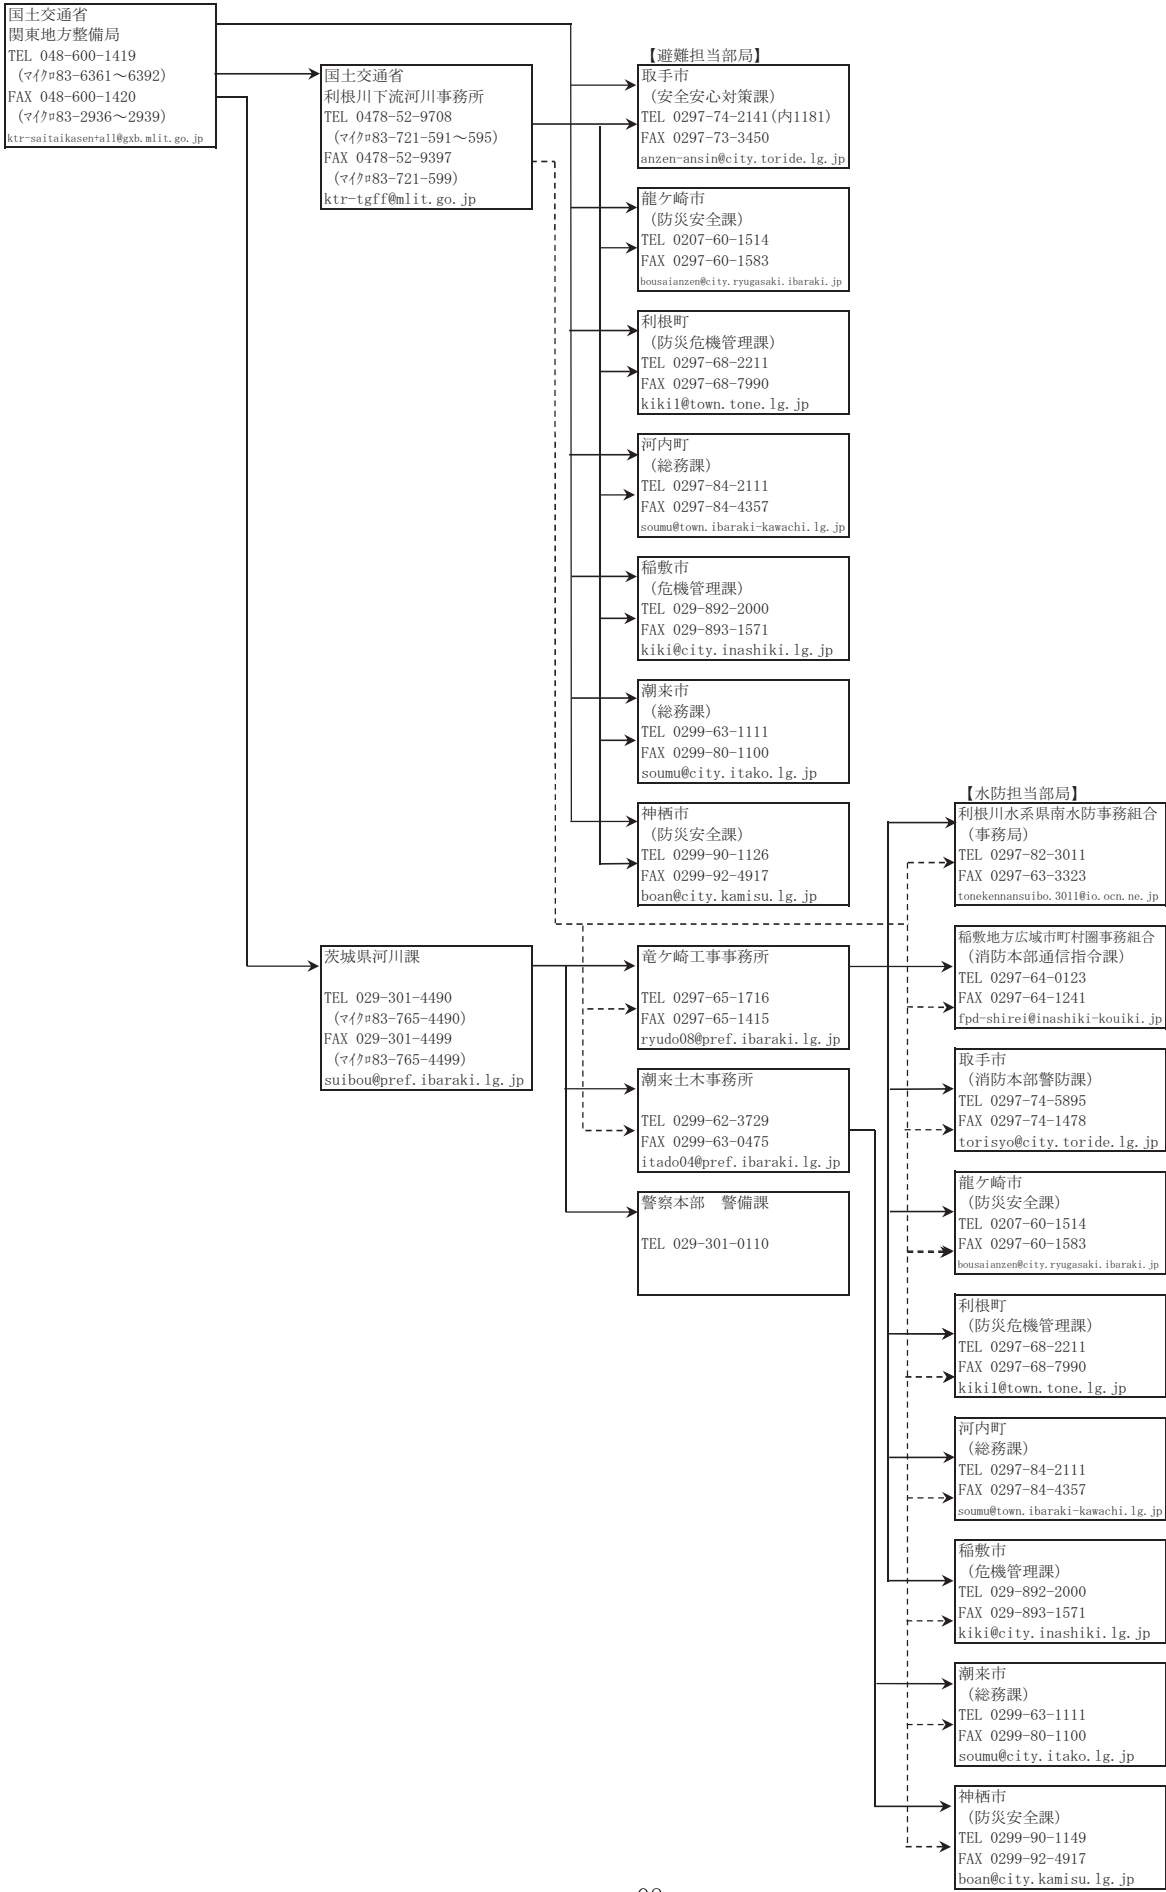 国土交通省
関東地方整備局
TEL 048-600-1419
（ﾏｲｸﾛ83-6361～6392）
FAX 048-600-1420
（ﾏｲｸﾛ83-2936～2939）
ktr-saitaikasen+all@gxb.mlit.go.jp
国土交通省
利根川下流河川事務所
TEL 0478-52-9708
（ﾏｲｸﾛ83-721-591～595）
FAX 0478-52-9397
（ﾏｲｸﾛ83-721-599）
ktr-tgff@mlit.go.jp
【避難担当部局】
取手市
（安全安心対策課）
TEL 0297-74-2141(内1181)
FAX 0297-73-3450
anzen-ansin@city.toride.lg.jp
龍ケ崎市
（防災安全課）
TEL 0207-60-1514
FAX 0297-60-1583
bousaianzen@city.ryugasaki.ibaraki.jp
利根町
（防災危機管理課）
TEL 0297-68-2211
FAX 0297-68-7990
kiki1@town.tone.lg.jp
河内町
（総務課）
TEL 0297-84-2111
FAX 0297-84-4357
soumu@town.ibaraki-kawachi.lg.jp
稲敷市
（危機管理課）
TEL 029-892-2000
FAX 029-893-1571
kiki@city.inashiki.lg.jp
潮来市
（総務課）
TEL 0299-63-1111
FAX 0299-80-1100
soumu@city.itako.lg.jp
神栖市
（防災安全課）
TEL 0299-90-1126
FAX 0299-92-4917
boan@city.kamisu.lg.jp
茨城県河川課
TEL 029-301-4490
（ﾏｲｸﾛ83-765-4490）
FAX 029-301-4499
（ﾏｲｸﾛ83-765-4499）
suibou@pref.ibaraki.lg.jp
竜ケ崎工事事務所
TEL 0297-65-1716
FAX 0297-65-1415
ryudo08@pref.ibaraki.lg.jp
潮来土木事務所
TEL 0299-62-3729
FAX 0299-63-0475
itado04@pref.ibaraki.lg.jp
警察本部　警備課
TEL 029-301-0110
【水防担当部局】
利根川水系県南水防事務組合
（事務局）
TEL 0297-82-3011
FAX 0297-63-3323
tonekennansuibo.3011@io.ocn.ne.jp
稲敷地方広域市町村圏事務組合
（消防本部通信指令課）
TEL 0297-64-0123
FAX 0297-64-1241
fpd-shirei@inashiki-kouiki.jp
取手市
（消防本部警防課）
TEL 0297-74-5895
FAX 0297-74-1478
torisyo@city.toride.lg.jp
龍ケ崎市
（防災安全課）
TEL 0207-60-1514
FAX 0297-60-1583
bousaianzen@city.ryugasaki.ibaraki.jp
利根町
（防災危機管理課）
TEL 0297-68-2211
FAX 0297-68-7990
kiki1@town.tone.lg.jp
河内町
（総務課）
TEL 0297-84-2111
FAX 0297-84-4357
soumu@town.ibaraki-kawachi.lg.jp
稲敷市
（危機管理課）
TEL 029-892-2000
FAX 029-893-1571
kiki@city.inashiki.lg.jp
潮来市
（総務課）
TEL 0299-63-1111
FAX 0299-80-1100
soumu@city.itako.lg.jp
神栖市
（防災安全課）
TEL 0299-90-1149
FAX 0299-92-4917
boan@city.kamisu.lg.jp